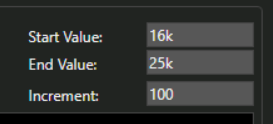 Start Value: 16k
End Value: 25k
Increment: 100